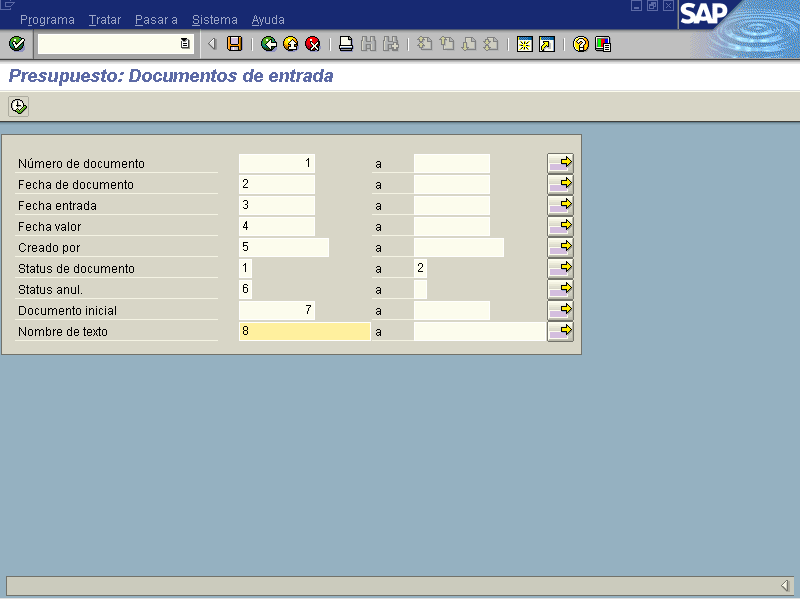 Programa Tratar Pasar a Sistema Ayuda
SAP
Presupuesto: Documentos de entrada
Número de documento 1 a
Fecha de documento 2 a
Fecha entrada 3 a
Fecha valor 4 a
Creado por 5 a
Status de documento 1 a 2
Status anul. 6 a
Documento inicial 7 a
Nombre de texto 8 a